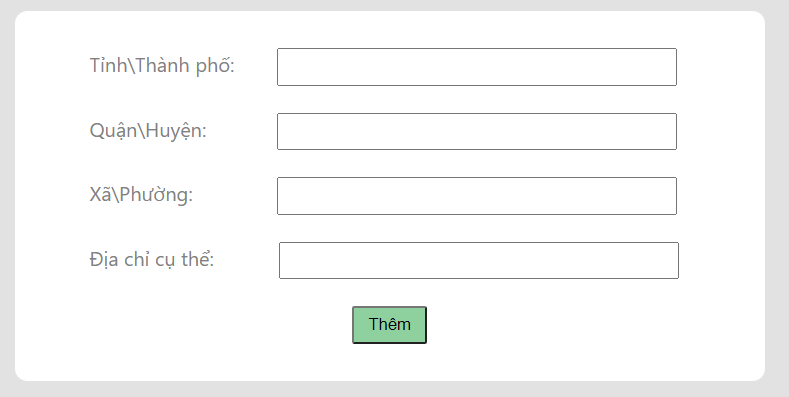 Tỉnh\Thành phố:
Quận\Huyện:
Xã\Phường:
Địa chỉ cụ thể:
Thêm